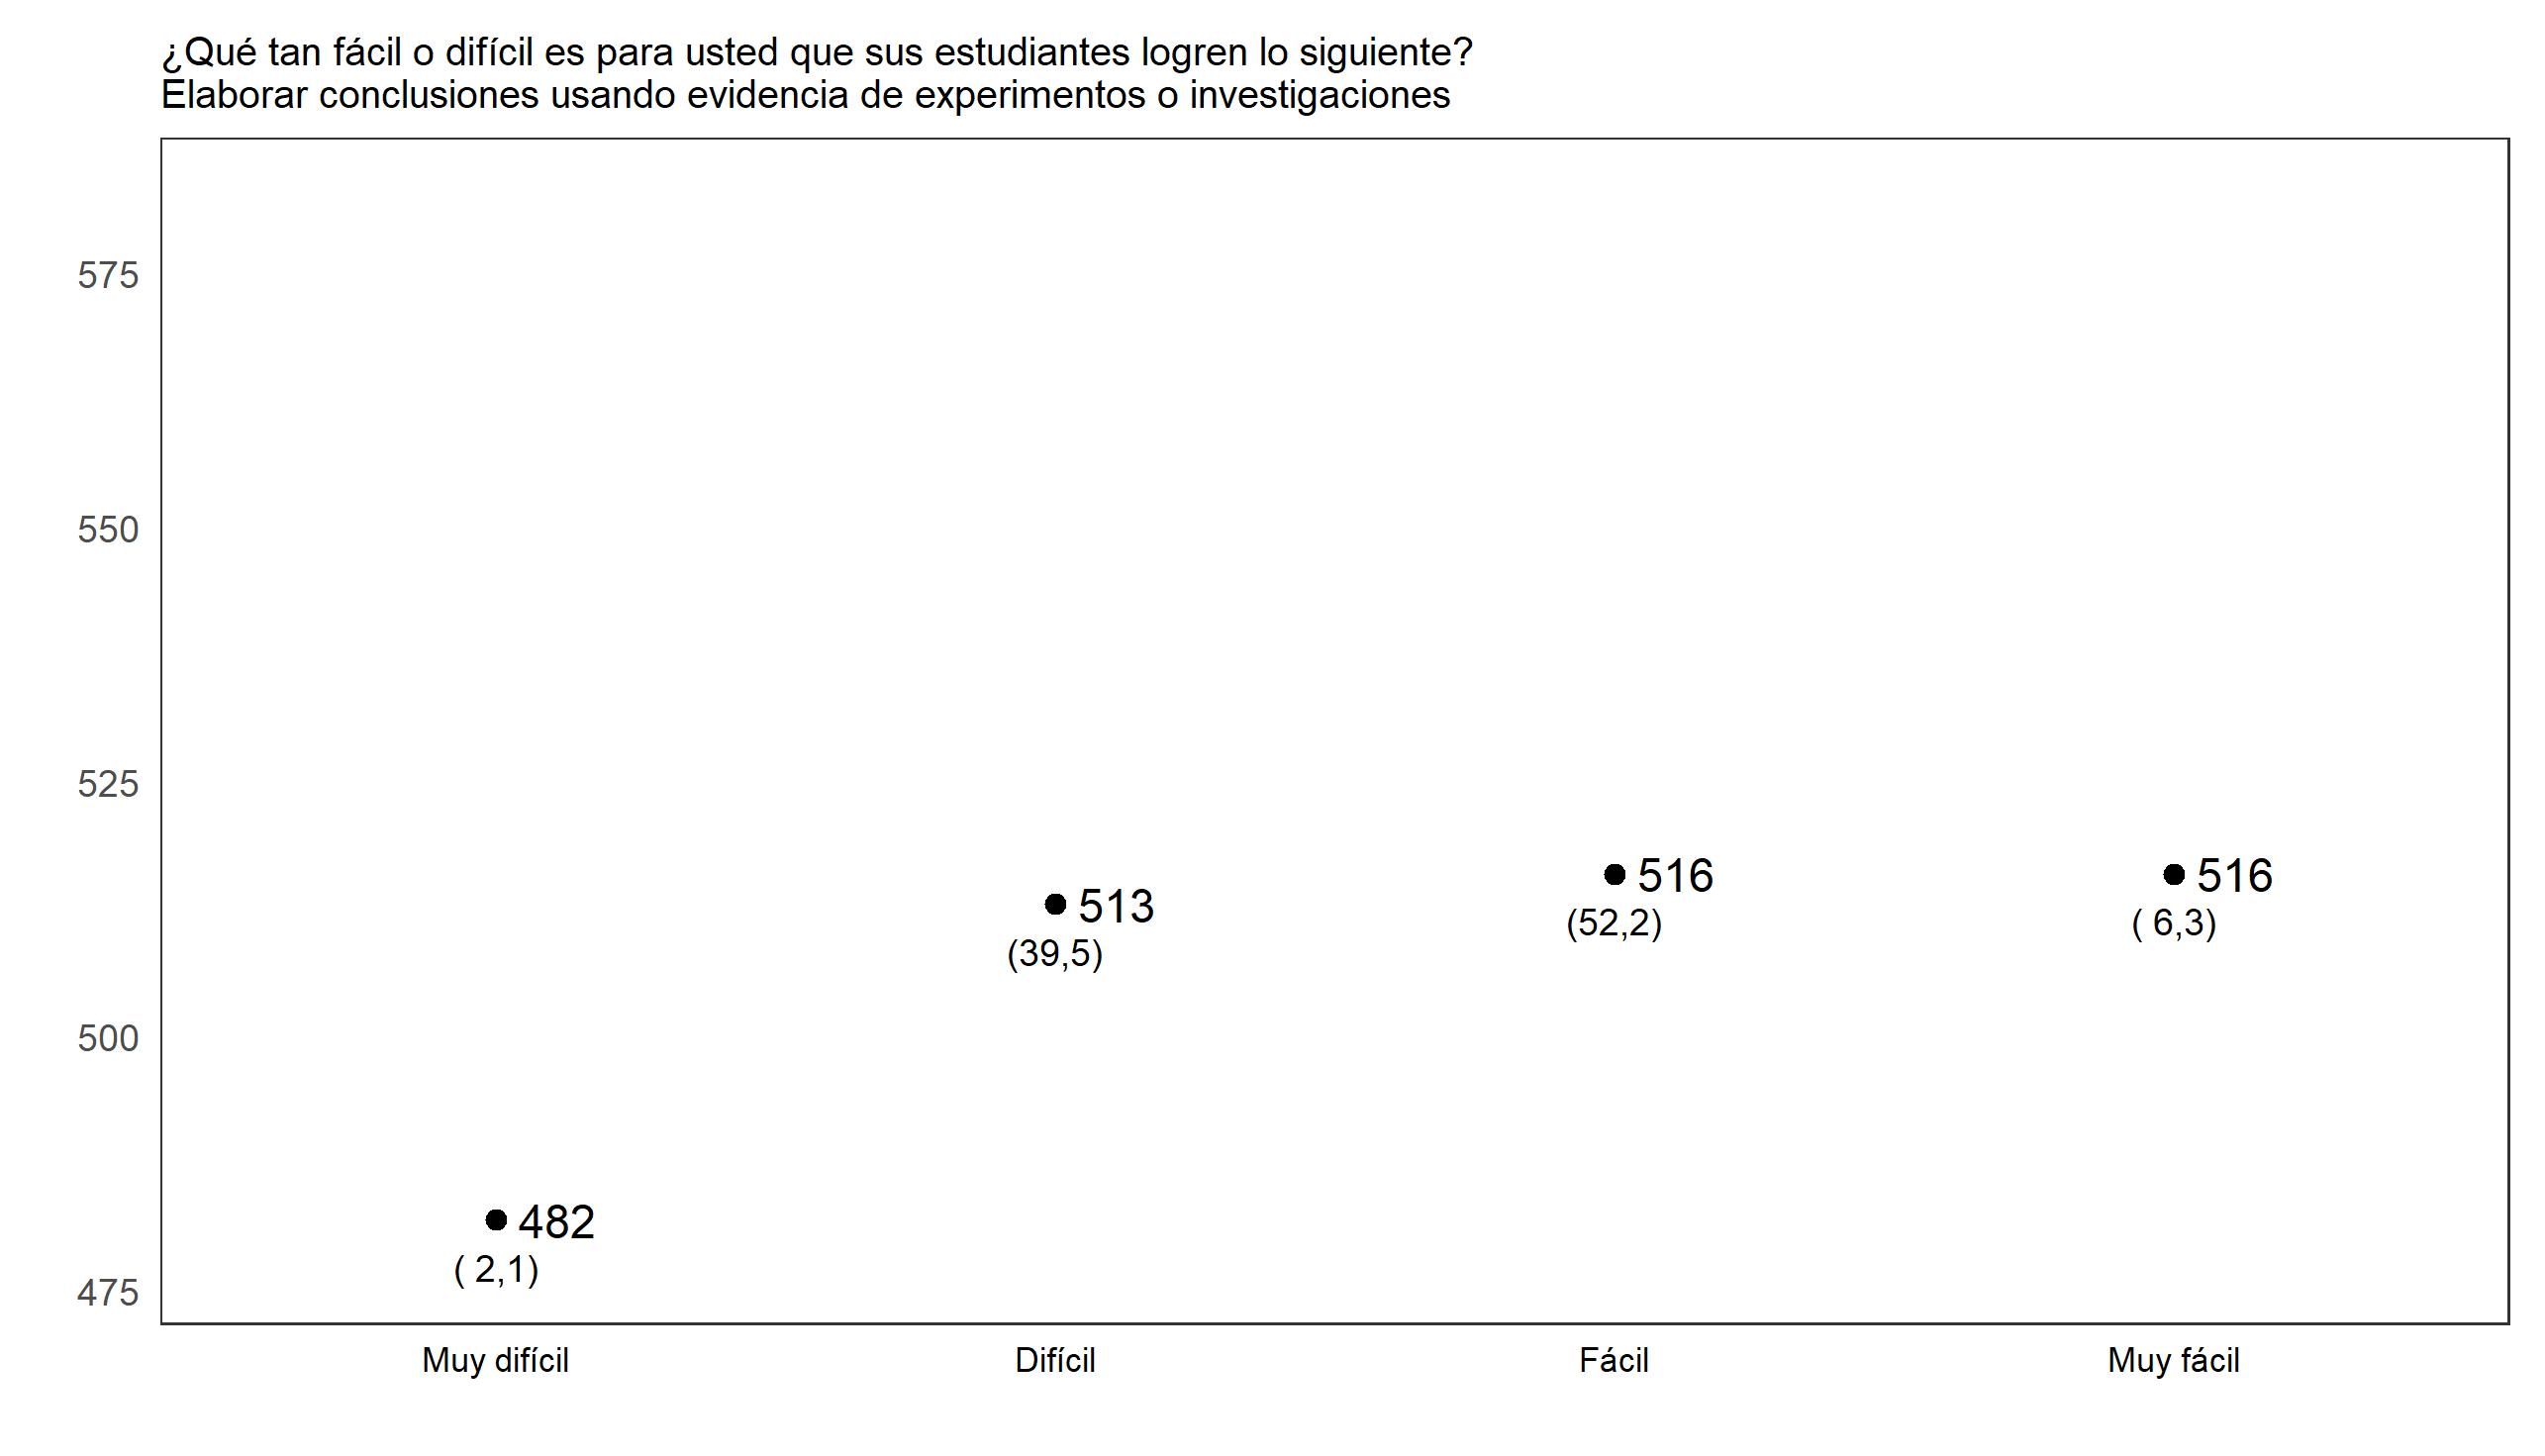 ¿Qué tan fácil o difícil es para usted que sus estudiantes logren lo siguiente?
Elaborar conclusiones usando evidencia de experimentos o investigaciones
575
550
525
500
475
482
( 2,1)
513
(39,5)
516
(52,2)
516
( 6,3)
Muy difícil
Difícil
Fácil
Muy fácil